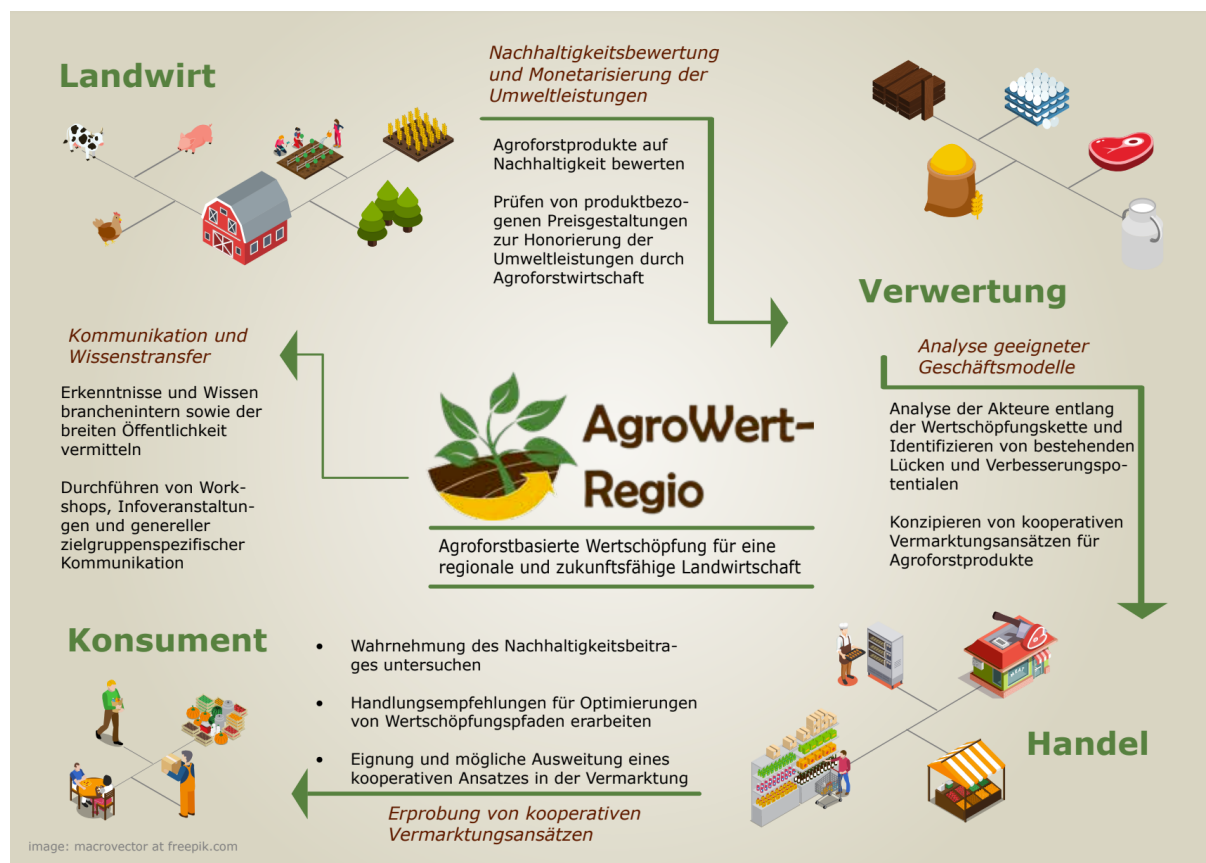 Landwirt
Nachhaltigkeitsbewertung
und Monetarisierung der
Umweltleistungen
Agroforstprodukte auf
Nachhaltigkeit bewerten
Prüfen von produktbezo-
genen Preisgestaltungen
zur Honorierung der
Umweltleistungen durch
Agroforstwirtschaft
Verwertung
Analyse geeigneter
Geschäftsmodelle
Analyse der Akteure entlang
der Wertschöpfungskette und
Identifizieren von bestehenden
Lücken und Verbesserungspo-
tentialen
Konzipieren von kooperativen
Vermarktungsansätzen für
Agroforstprodukte
Kommunikation und
Wissenstransfer
Erkenntnisse und Wissen
branchenintern sowie der
breiten Öffentlichkeit
vermitteln
Durchführen von Work-
shops, Infoveranstaltun-
gen und genereller
zielgruppenspezifischer
Kommunikation
AgroWert-
Regio
Agroforstbasierte Wertschöpfung für eine
regionale und zukunftsfähige Landwirtschaft
Konsument
• Wahrnehmung des Nachhaltigkeitsbeitra-
ges untersuchen
• Handlungsempfehlungen für Optimierungen
von Wertschöpfungspfaden erarbeiten
• Eignung und mögliche Ausweitung eines
kooperativen Ansatzes in der Vermarktung
Erprobung von kooperativen
Vermarktungsansätzen
Handel
image: macrovector at freepik.com